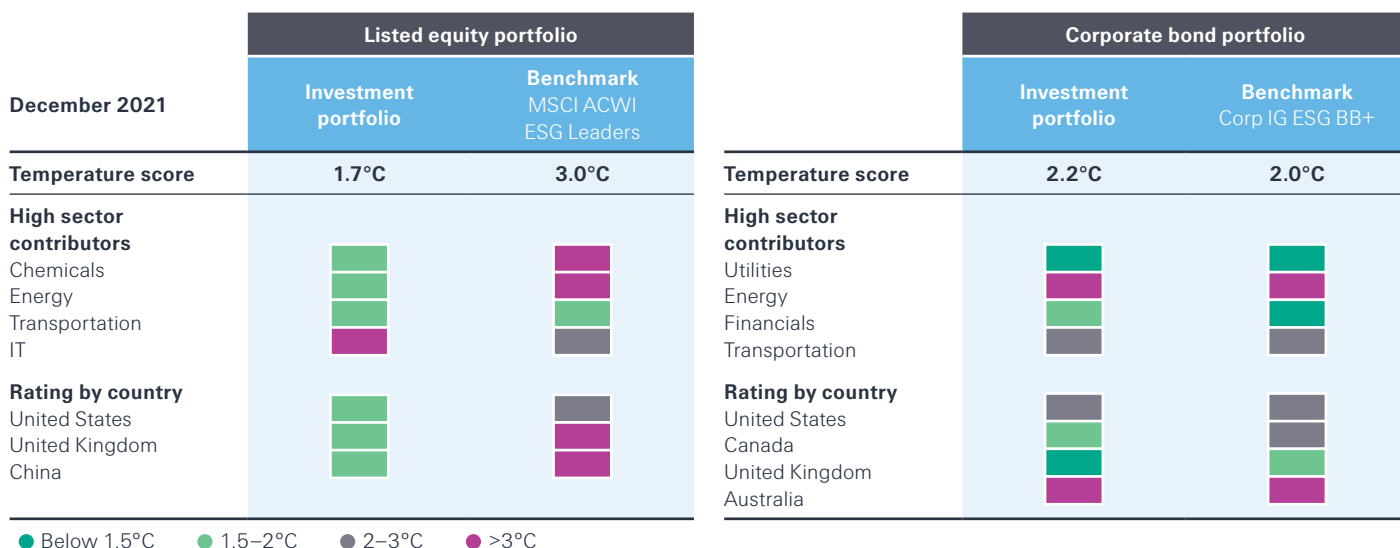 Listed equity portfolio
December 2021
Investment
portfolio
Benchmark
MSCI ACWI
ESG Leaders
Temperature score 1.7°C 3.0°C
High sector
contributors
Chemicals
Energy
Transportation
IT
Rating by country
United States
United Kingdom
China
Below 1.5°C 1.5–2°C 2–3°C >3°C
Corporate bond portfolio
Investment
portfolio
Benchmark
Corp IG ESG BB+
Temperature score 2.2°C 2.0°C
High sector
contributors
Utilities
Energy
Financials
Transportation
Rating by country
United States
Canada
United Kingdom
Australia